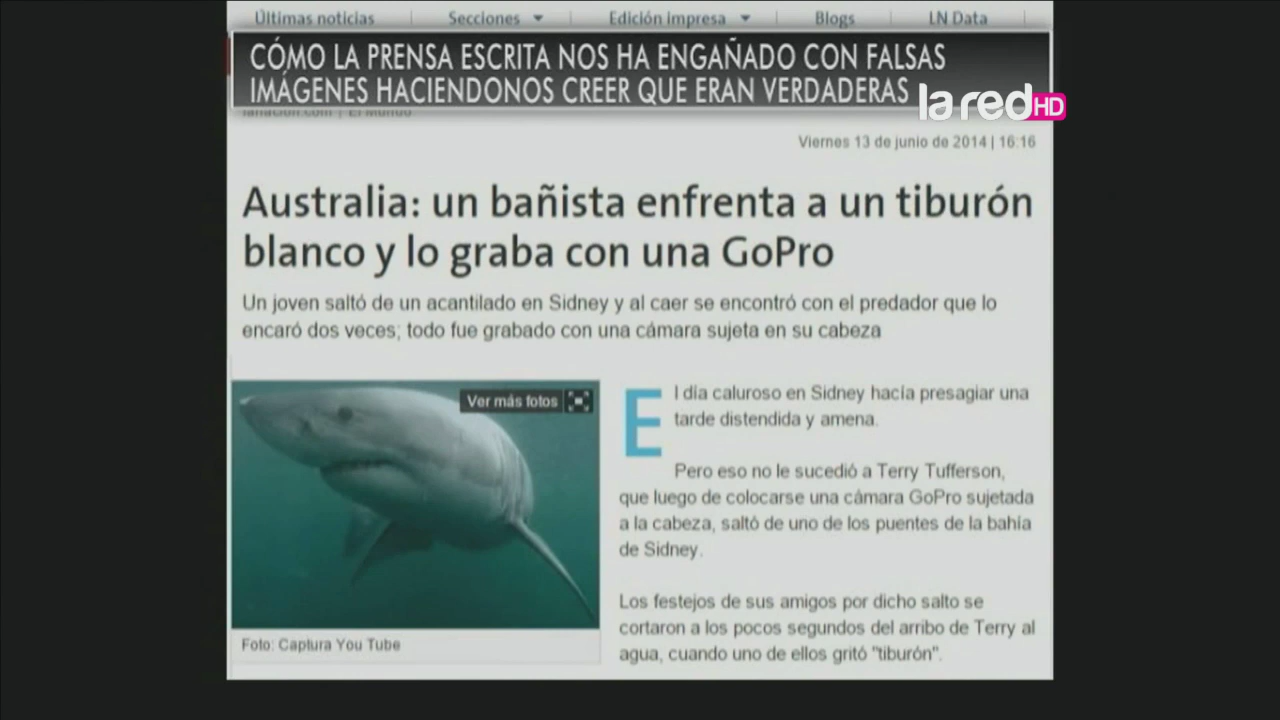 Últimas noticias Secciones Edición impresa Blogs LN Data
CÓMO LA PRENSA ESCRITA NOS HA ENGAÑADO CON FALSAS
IMÁGENES HACIENDONOS CREER QUE ERAN VERDADERAS
la red HD
lanacion.com | El Mundo
Viernes 13 de junio de 2014 | 16:16
Australia: un bañista enfrenta a un tiburón
blanco y lo graba con una GoPro
Un joven saltó de un acantilado en Sidney y al caer se encontró con el predador que lo
encaró dos veces; todo fue grabado con una cámara sujeta en su cabeza
Ver más fotos
Foto: Captura You Tube
El día caluroso en Sidney hacía presagiar una
tarde distendida y amena.
Pero eso no le sucedió a Terry Tufferson,
que luego de colocarse una cámara GoPro sujetada
a la cabeza, saltó de uno de los puentes de la bahía
de Sidney.
Los festejos de sus amigos por dicho salto se
cortaron a los pocos segundos del arribo de Terry al
agua, cuando uno de ellos gritó "tiburón".